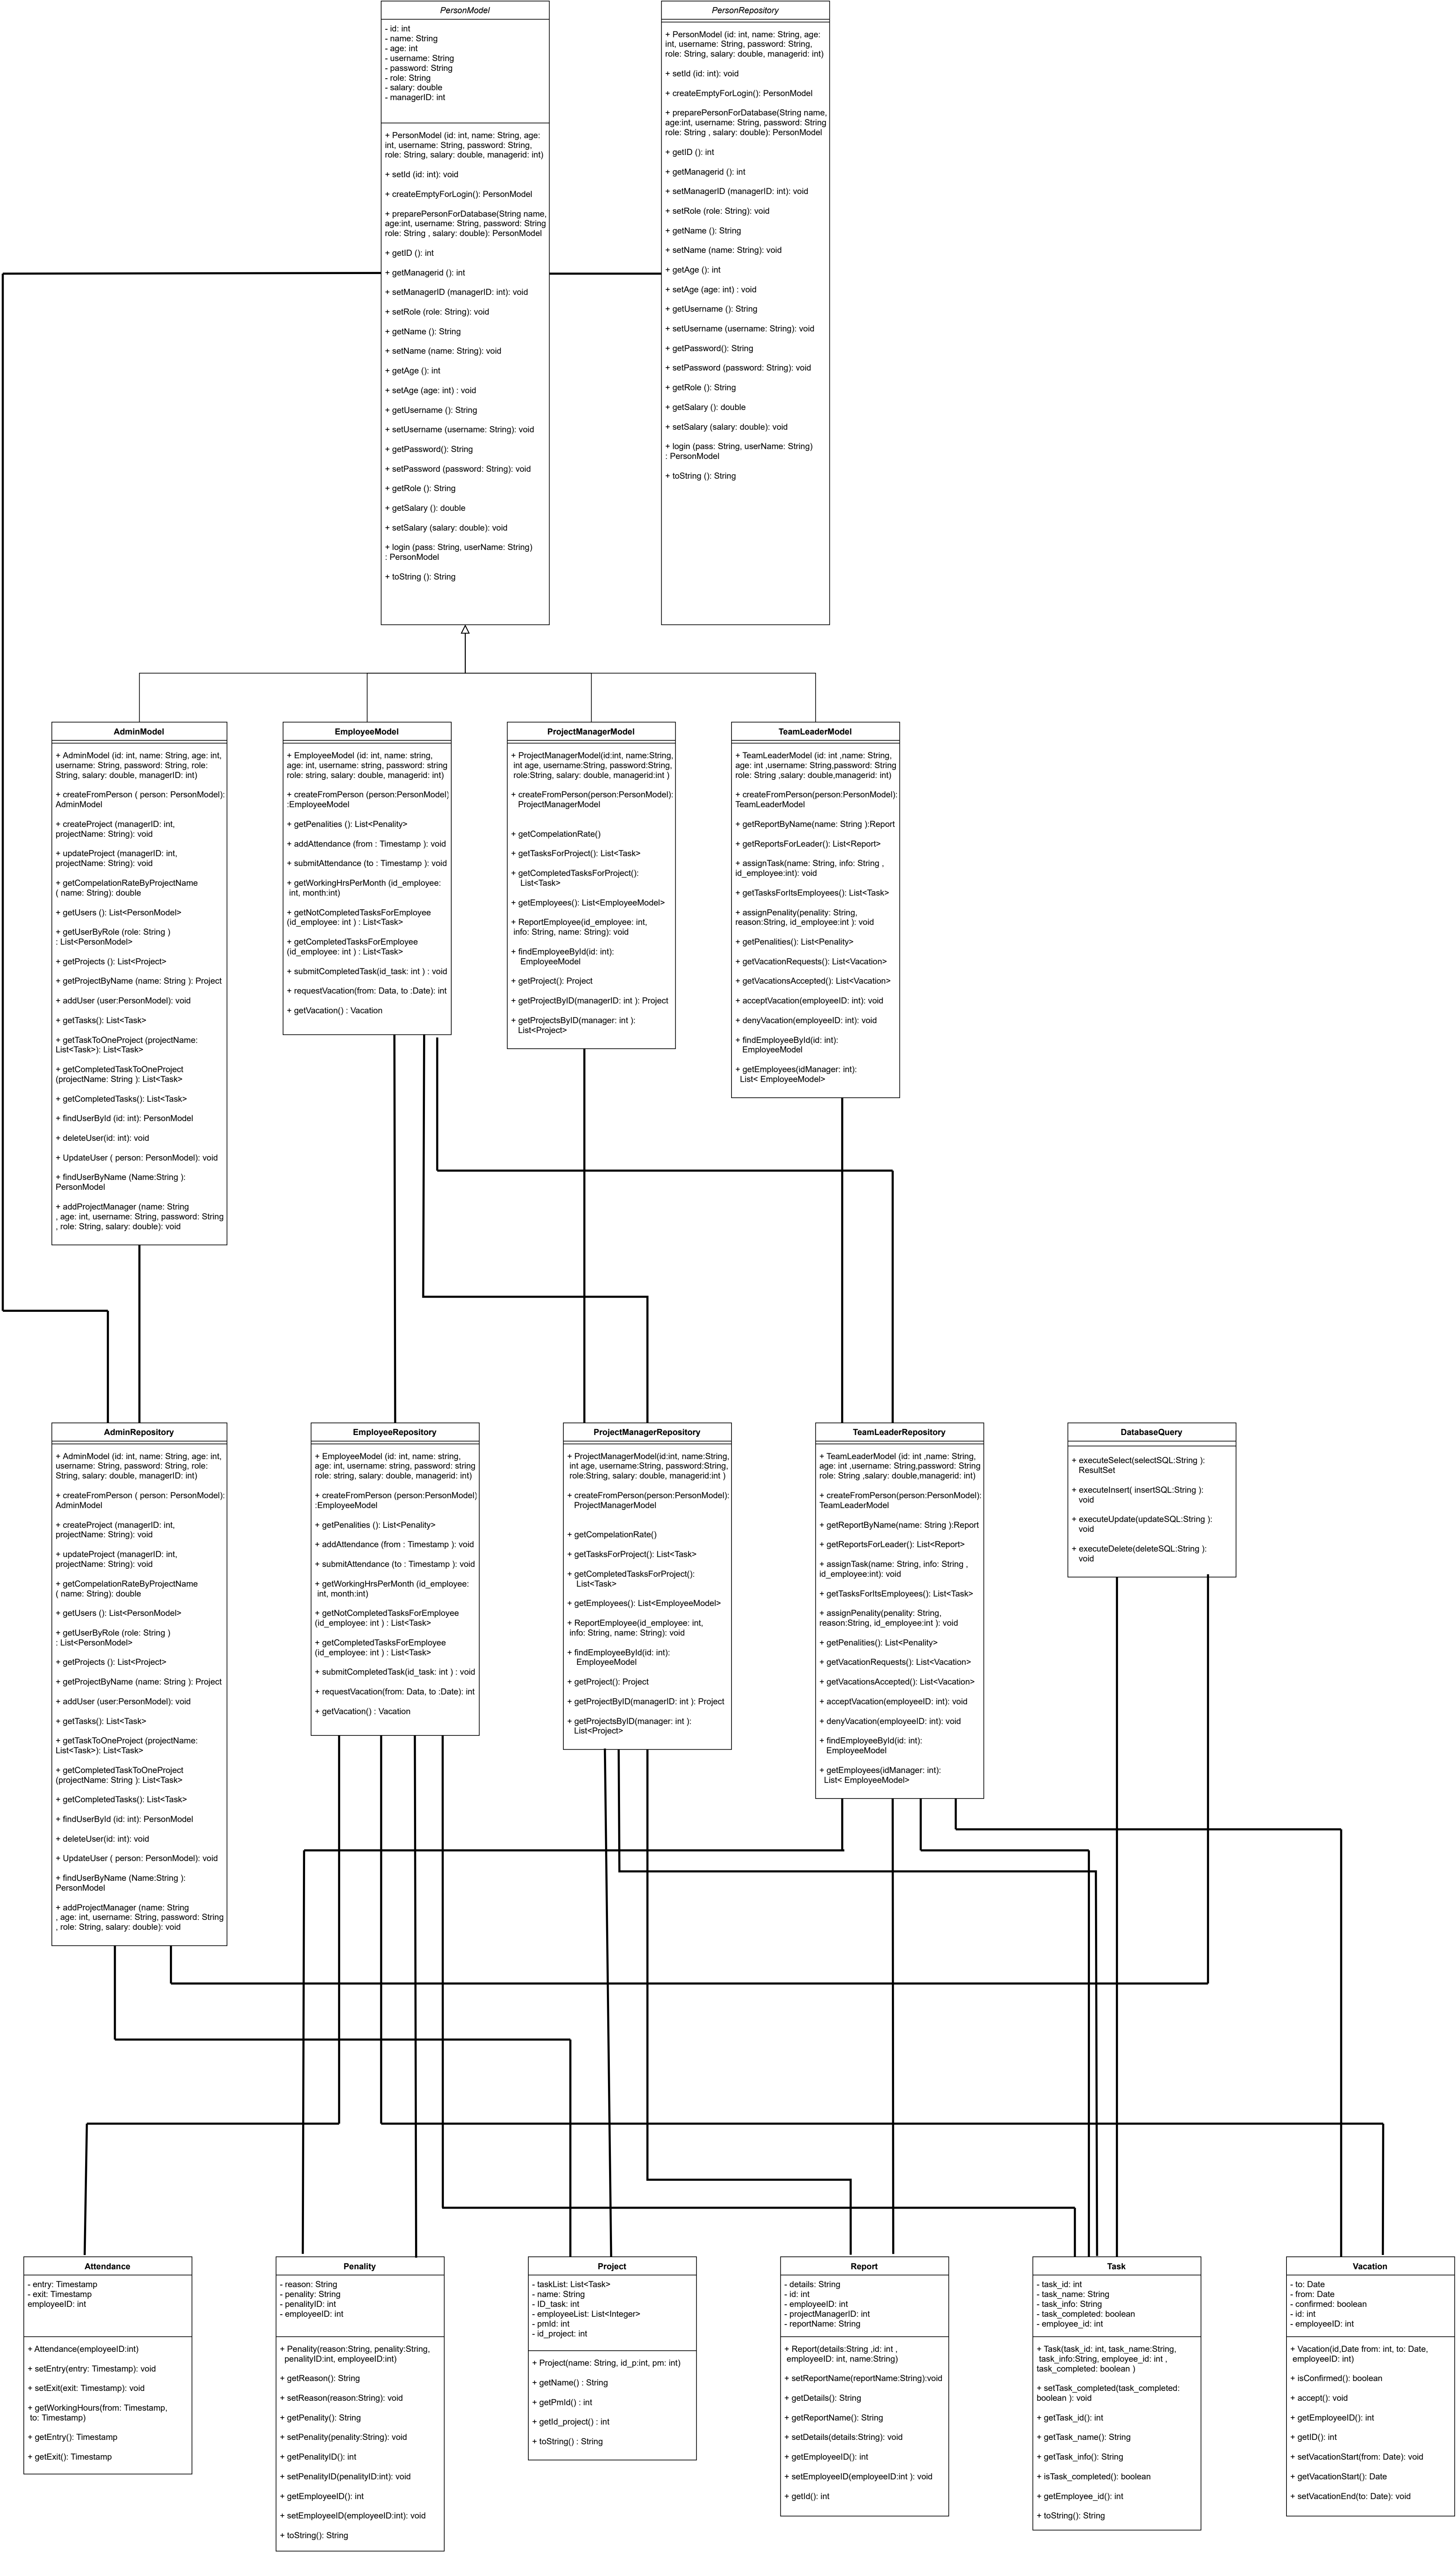 PersonModel
- id: int
- name: String
- age: int
- username: String
- password: String
- role: String
- salary: double
- managerID: int
+ PersonModel (id: int, name: String, age:
int, username: String, password: String,
role: String, salary: double, managerid: int)
+ setId (id: int): void
+ createEmptyForLogin(): PersonModel
+ preparePersonForDatabase(String name,
age:int, username: String, password: String
role: String , salary: double): PersonModel
+ getID (): int
+ getManagerid (): int
+ setManagerID (managerID: int): void
+ setRole (role: String): void
+ getName (): String
+ setName (name: String): void
+ getAge (): int
+ setAge (age: int) : void
+ getUsername (): String
+ setUsername (username: String): void
+ getPassword(): String
+ setPassword (password: String): void
+ getRole (): String
+ getSalary (): double
+ setSalary (salary: double): void
+ login (pass: String, userName: String)
: PersonModel
+ toString (): String
PersonRepository
+ PersonModel (id: int, name: String, age:
int, username: String, password: String,
role: String, salary: double, managerid: int)
+ setId (id: int): void
+ createEmptyForLogin(): PersonModel
+ preparePersonForDatabase(String name,
age:int, username: String, password: String
role: String , salary: double): PersonModel
+ getID (): int
+ getManagerid (): int
+ setManagerID (managerID: int): void
+ setRole (role: String): void
+ getName (): String
+ setName (name: String): void
+ getAge (): int
+ setAge (age: int) : void
+ getUsername (): String
+ setUsername (username: String): void
+ getPassword(): String
+ setPassword (password: String): void
+ getRole (): String
+ getSalary (): double
+ setSalary (salary: double): void
+ login (pass: String, userName: String)
: PersonModel
+ toString (): String
AdminModel
+ AdminModel (id: int, name: String, age: int,
username: String, password: String, role:
String, salary: double, managerID: int)
+ createFromPerson ( person: PersonModel):
AdminModel
+ createProject (managerID: int,
projectName: String): void
+ updateProject (managerID: int,
projectName: String): void
+ getCompelationRateByProjectName
( name: String): double
+ getUsers (): List<PersonModel>
+ getUserByRole (role: String )
: List<PersonModel>
+ getProjects (): List<Project>
+ getProjectByName (name: String ): Project
+ addUser (user:PersonModel): void
+ getTasks(): List<Task>
+ getTaskToOneProject (projectName:
List<Task>): List<Task>
+ getCompletedTaskToOneProject
(projectName: String ): List<Task>
+ getCompletedTasks(): List<Task>
+ findUserById (id: int): PersonModel
+ deleteUser(id: int): void
+ UpdateUser ( person: PersonModel): void
+ findUserByName (Name:String ):
PersonModel
+ addProjectManager (name: String
, age: int, username: String, password: String
, role: String, salary: double): void
EmployeeModel
+ EmployeeModel (id: int, name: string,
age: int, username: string, password: string
role: string, salary: double, managerid: int)
+ createFromPerson (person:PersonModel)
:EmployeeModel
+ getPenalities (): List<Penality>
+ addAttendance (from : Timestamp ): void
+ submitAttendance (to : Timestamp ): void
+ getWorkingHrsPerMonth (id_employee:
int, month:int)
+ getNotCompletedTasksForEmployee
(id_employee: int ) : List<Task>
+ getCompletedTasksForEmployee
(id_employee: int ) : List<Task>
+ submitCompletedTask(id_task: int ) : void
+ requestVacation(from: Data, to :Date): int
+ getVacation() : Vacation
ProjectManagerModel
+ ProjectManagerModel(id:int, name:String,
int age, username:String, password:String,
role:String, salary: double, managerid:int )
+ createFromPerson(person:PersonModel):
ProjectManagerModel
+ getCompelationRate()
+ getTasksForProject(): List<Task>
+ getCompletedTasksForProject():
List<Task>
+ getEmployees(): List<EmployeeModel>
+ ReportEmployee(id_employee: int,
info: String, name: String): void
+ findEmployeeById(id: int):
EmployeeModel
+ getProject(): Project
+ getProjectByID(managerID: int ): Project
+ getProjectsByID(manager: int ):
List<Project>
TeamLeaderModel
+ TeamLeaderModel (id: int ,name: String,
age: int ,username: String,password: String
role: String ,salary: double,managerid: int)
+ createFromPerson(person:PersonModel):
TeamLeaderModel
+ getReportByName(name: String ):Report
+ getReportsForLeader(): List<Report>
+ assignTask(name: String, info: String ,
id_employee:int): void
+ getTasksForItsEmployees(): List<Task>
+ assignPenality(penality: String,
reason:String, id_employee:int ): void
+ getPenalities(): List<Penality>
+ getVacationRequests(): List<Vacation>
+ getVacationsAccepted(): List<Vacation>
+ acceptVacation(employeeID: int): void
+ denyVacation(employeeID: int): void
+ findEmployeeById(id: int):
EmployeeModel
+ getEmployees(idManager: int):
List< EmployeeModel>
AdminRepository
+ AdminModel (id: int, name: String, age: int,
username: String, password: String, role:
String, salary: double, managerID: int)
+ createFromPerson ( person: PersonModel):
AdminModel
+ createProject (managerID: int,
projectName: String): void
+ updateProject (managerID: int,
projectName: String): void
+ getCompelationRateByProjectName
( name: String): double
+ getUsers (): List<PersonModel>
+ getUserByRole (role: String )
: List<PersonModel>
+ getProjects (): List<Project>
+ getProjectByName (name: String ): Project
+ addUser (user:PersonModel): void
+ getTasks(): List<Task>
+ getTaskToOneProject (projectName:
List<Task>): List<Task>
+ getCompletedTaskToOneProject
(projectName: String ): List<Task>
+ getCompletedTasks(): List<Task>
+ findUserById (id: int): PersonModel
+ deleteUser(id: int): void
+ UpdateUser ( person: PersonModel): void
+ findUserByName (Name:String ):
PersonModel
+ addProjectManager (name: String
, age: int, username: String, password: String
, role: String, salary: double): void
EmployeeRepository
+ EmployeeModel (id: int, name: string,
age: int, username: string, password: string
role: string, salary: double, managerid: int)
+ createFromPerson (person:PersonModel)
:EmployeeModel
+ getPenalities (): List<Penality>
+ addAttendance (from : Timestamp ): void
+ submitAttendance (to : Timestamp ): void
+ getWorkingHrsPerMonth (id_employee:
int, month:int)
+ getNotCompletedTasksForEmployee
(id_employee: int ) : List<Task>
+ getCompletedTasksForEmployee
(id_employee: int ) : List<Task>
+ submitCompletedTask(id_task: int ) : void
+ requestVacation(from: Data, to :Date): int
+ getVacation() : Vacation
ProjectManagerRepository
+ ProjectManagerModel(id:int, name:String,
int age, username:String, password:String,
role:String, salary: double, managerid:int )
+ createFromPerson(person:PersonModel):
ProjectManagerModel
+ getCompelationRate()
+ getTasksForProject(): List<Task>
+ getCompletedTasksForProject():
List<Task>
+ getEmployees(): List<EmployeeModel>
+ ReportEmployee(id_employee: int,
info: String, name: String): void
+ findEmployeeById(id: int):
EmployeeModel
+ getProject(): Project
+ getProjectByID(managerID: int ): Project
+ getProjectsByID(manager: int ):
List<Project>
TeamLeaderRepository
+ TeamLeaderModel (id: int ,name: String,
age: int ,username: String,password: String
role: String ,salary: double,managerid: int)
+ createFromPerson(person:PersonModel):
TeamLeaderModel
+ getReportByName(name: String ):Report
+ getReportsForLeader(): List<Report>
+ assignTask(name: String, info: String ,
id_employee:int): void
+ getTasksForItsEmployees(): List<Task>
+ assignPenality(penality: String,
reason:String, id_employee:int ): void
+ getPenalities(): List<Penality>
+ getVacationRequests(): List<Vacation>
+ getVacationsAccepted(): List<Vacation>
+ acceptVacation(employeeID: int): void
+ denyVacation(employeeID: int): void
+ findEmployeeById(id: int):
EmployeeModel
+ getEmployees(idManager: int):
List< EmployeeModel>
DatabaseQuery
+ executeSelect(selectSQL:String ):
ResultSet
+ executeInsert( insertSQL:String ):
void
+ executeUpdate(updateSQL:String ):
void
+ executeDelete(deleteSQL:String ):
void
Attendance
- entry: Timestamp
- exit: Timestamp
employeeID: int
+ Attendance(employeeID:int)
+ setEntry(entry: Timestamp): void
+ setExit(exit: Timestamp): void
+ getWorkingHours(from: Timestamp,
to: Timestamp)
+ getEntry(): Timestamp
+ getExit(): Timestamp
Penality
- reason: String
- penality: String
- penalityID: int
- employeeID: int
+ Penality(reason:String, penality:String,
penalityID:int, employeeID:int)
+ getReason(): String
+ setReason(reason:String): void
+ getPenality(): String
+ setPenality(penality:String): void
+ getPenalityID(): int
+ setPenalityID(penalityID:int): void
+ getEmployeeID(): int
+ setEmployeeID(employeeID:int): void
+ toString(): String
Project
- taskList: List<Task>
- name: String
- ID_task: int
- employeeList: List<Integer>
- pmId: int
- id_project: int
+ Project(name: String, id_p:int, pm: int)
+ getName() : String
+ getPmId() : int
+ getId_project() : int
+ toString() : String
Report
- details: String
- id: int
- employeeID: int
- projectManagerID: int
- reportName: String
+ Report(details:String ,id: int ,
employeeID: int, name:String)
+ setReportName(reportName:String):void
+ getDetails(): String
+ getReportName(): String
+ setDetails(details:String): void
+ getEmployeeID(): int
+ setEmployeeID(employeeID:int ): void
+ getId(): int
Task
- task_id: int
- task_name: String
- task_info: String
- task_completed: boolean
- employee_id: int
+ Task(task_id: int, task_name:String,
task_info:String, employee_id: int ,
task_completed: boolean )
+ setTask_completed(task_completed:
boolean ): void
+ getTask_id(): int
+ getTask_name(): String
+ getTask_info(): String
+ isTask_completed(): boolean
+ getEmployee_id(): int
+ toString(): String
Vacation
- to: Date
- from: Date
- confirmed: boolean
- id: int
- employeeID: int
+ Vacation(id,Date from: int, to: Date,
employeeID: int)
+ isConfirmed(): boolean
+ accept(): void
+ getEmployeeID(): int
+ getID(): int
+ setVacationStart(from: Date): void
+ getVacationStart(): Date
+ setVacationEnd(to: Date): void